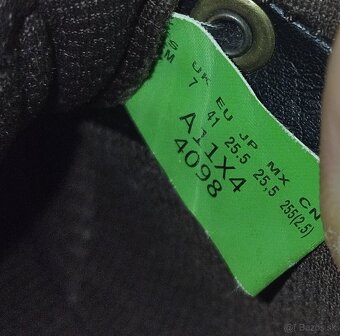 S UK EU JP MX CN
M 7 41 25.5 25,5 255(2.5)
A11X4
4098
@f Bazos.sk